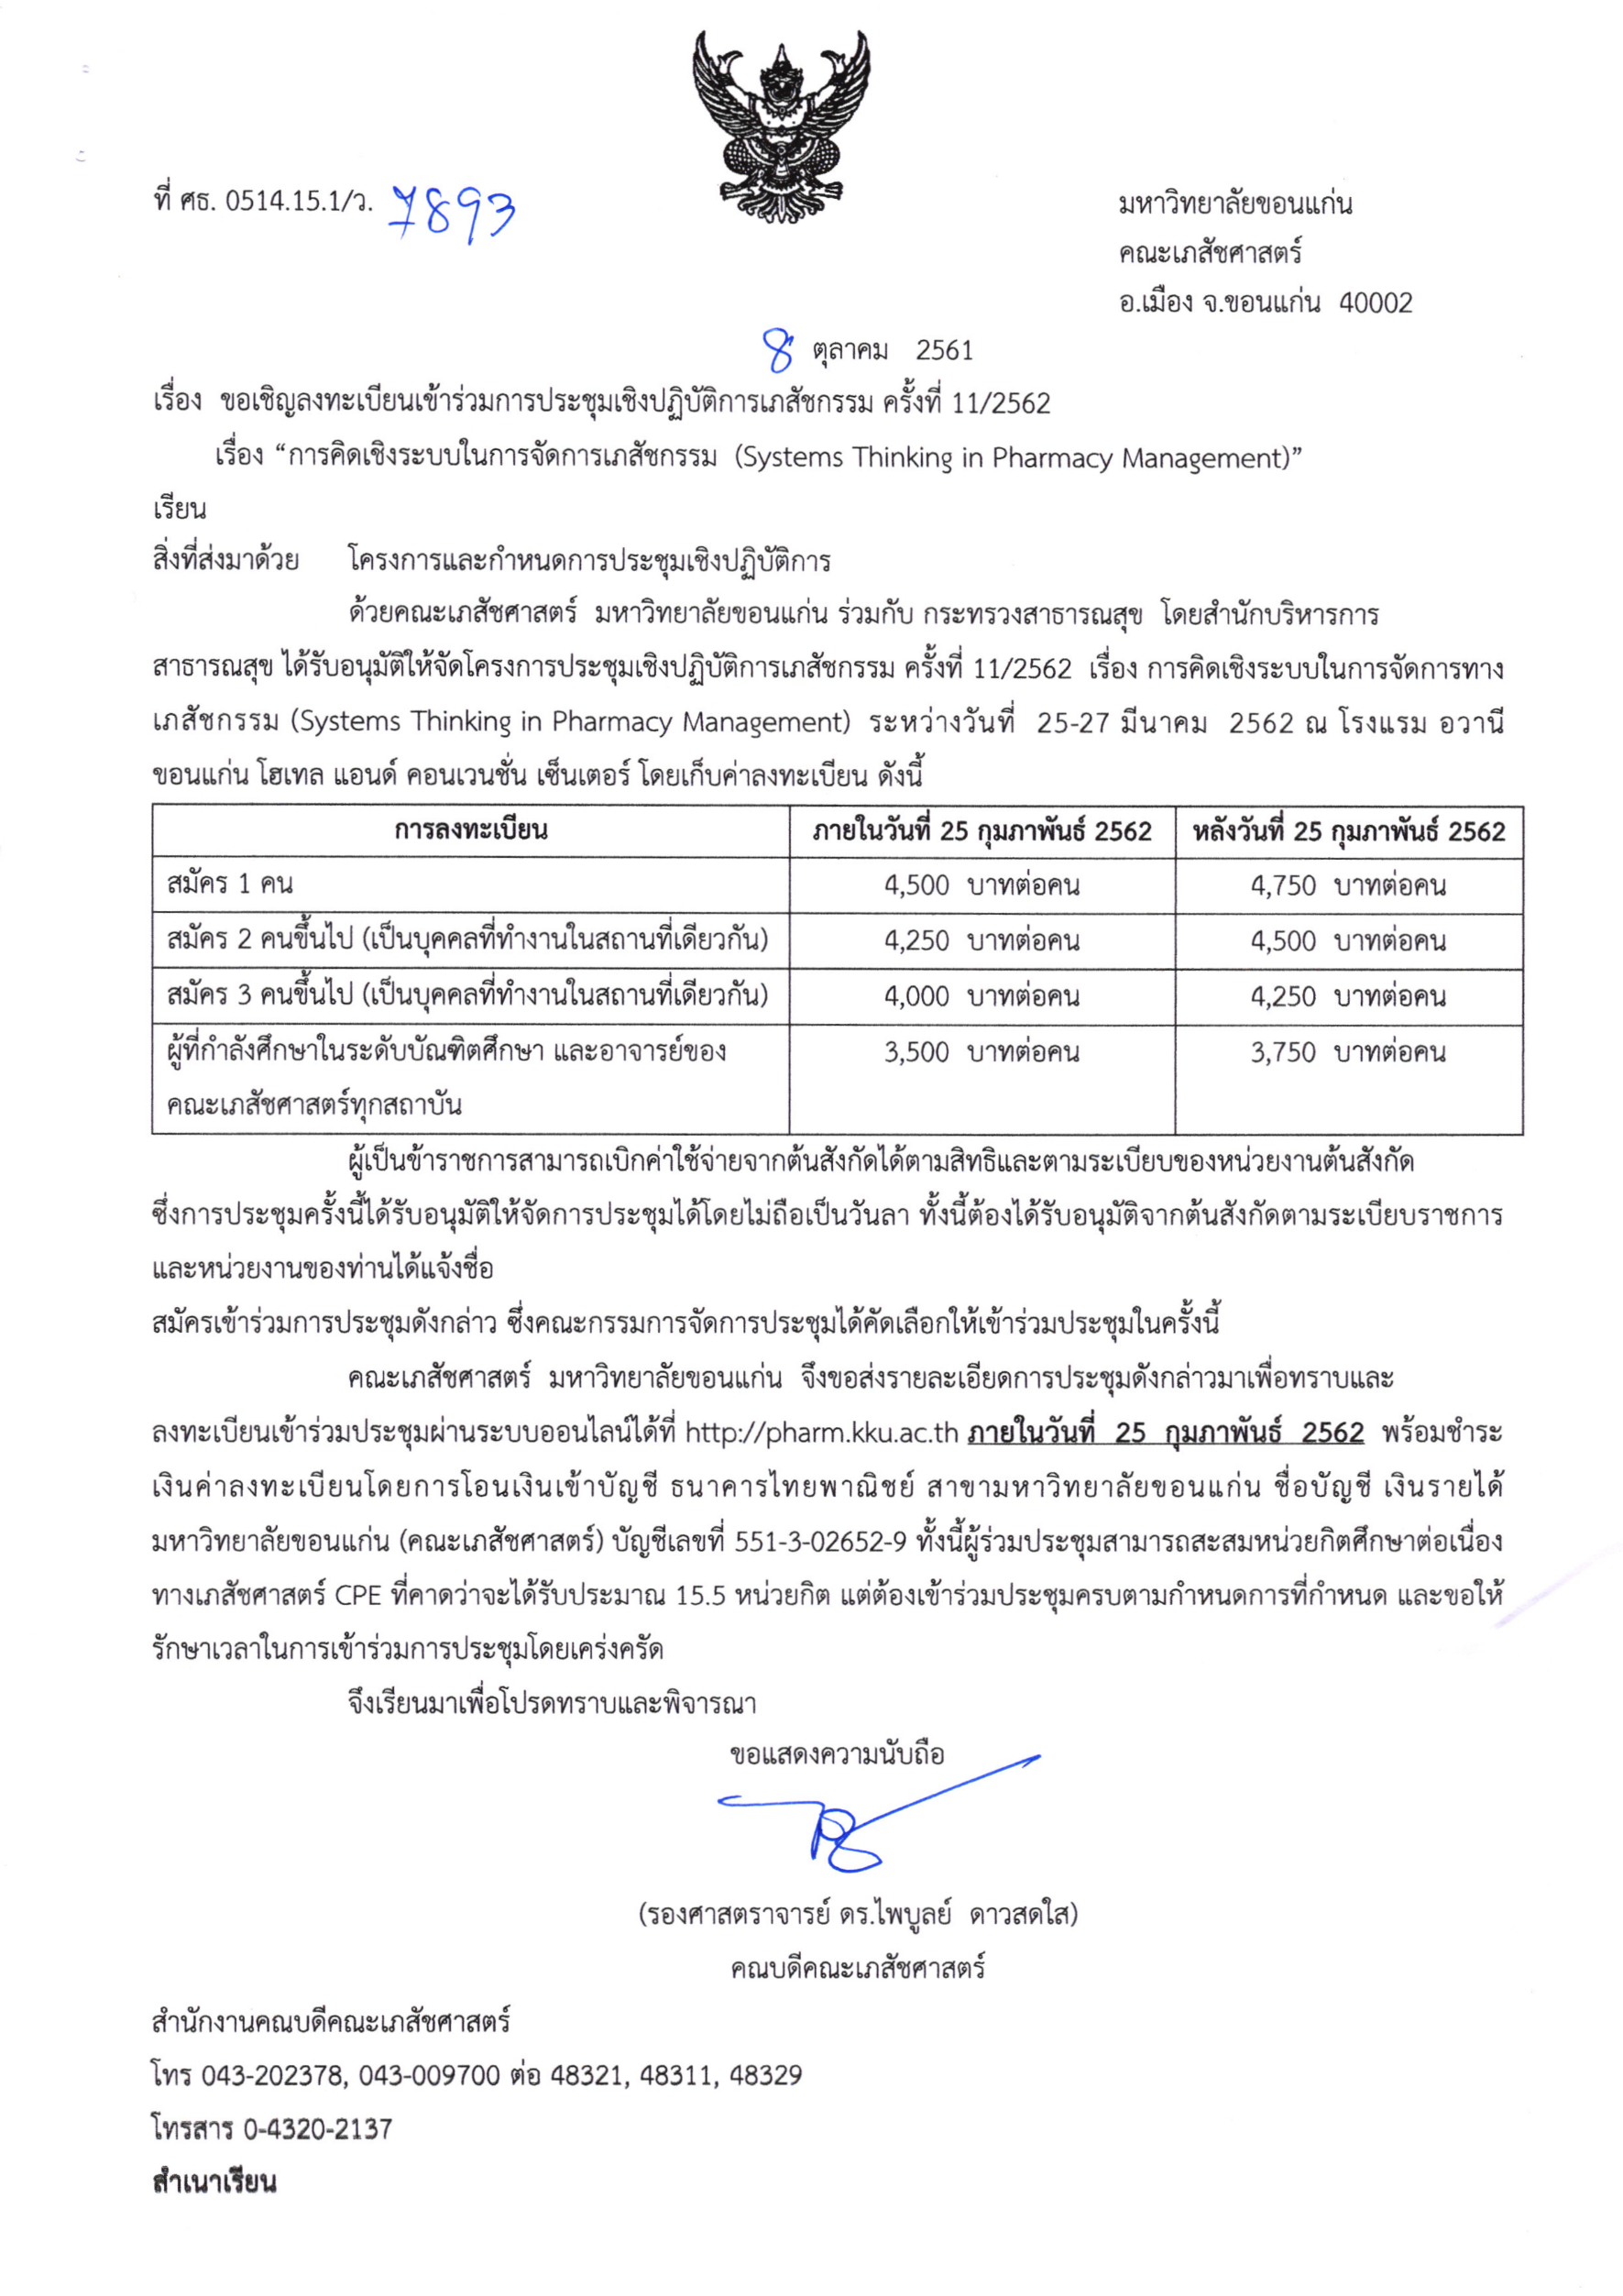 ที่ ศธ. 0514.15.1/ว. 7893
มหาวิทยาลัยขอนแก่น
คณะเภสัชศาสตร์
อ.เมือง จ.ขอนแก่น 40002
8 ตุลาคม 2561
เรื่อง ขอเชิญลงทะเบียนเข้าร่วมการประชุมเชิงปฏิบัติการเภสัชกรรม ครั้งที่ 11/2562
เรื่อง “การคิดเชิงระบบในการจัดการเภสัชกรรม (Systems Thinking in Pharmacy Management)”
เรียน
สิ่งที่ส่งมาด้วย โครงการและกำหนดการประชุมเชิงปฏิบัติการ
ด้วยคณะเภสัชศาสตร์ มหาวิทยาลัยขอนแก่น ร่วมกับ กระทรวงสาธารณสุข โดยสำนักบริหารการ
สาธารณสุข ได้รับอนุมัติให้จัดโครงการประชุมเชิงปฏิบัติการเภสัชกรรม ครั้งที่ 11/2562 เรื่อง การคิดเชิงระบบในการจัดการทาง
เภสัชกรรม (Systems Thinking in Pharmacy Management) ระหว่างวันที่ 25-27 มีนาคม 2562 ณ โรงแรม อวานี
ขอนแก่น โฮเทล แอนด์ คอนเวนชั่น เซ็นเตอร์ โดยเก็บค่าลงทะเบียน ดังนี้
การลงทะเบียน ภายในวันที่ 25 กุมภาพันธ์ 2562 หลังวันที่ 25 กุมภาพันธ์ 2562
สมัคร 1 คน 4,500 บาทต่อคน 4,750 บาทต่อคน
สมัคร 2 คนขึ้นไป (เป็นบุคคลที่ทำงานในสถานที่เดียวกัน) 4,250 บาทต่อคน 4,500 บาทต่อคน
สมัคร 3 คนขึ้นไป (เป็นบุคคลที่ทำงานในสถานที่เดียวกัน) 4,000 บาทต่อคน 4,250 บาทต่อคน
ผู้ที่กำลังศึกษาในระดับบัณฑิตศึกษา และอาจารย์ของ 3,500 บาทต่อคน 3,750 บาทต่อคน
คณะเภสัชศาสตร์ทุกสถาบัน
ผู้เป็นข้าราชการสามารถเบิกค่าใช้จ่ายจากต้นสังกัดได้ตามสิทธิและตามระเบียบของหน่วยงานต้นสังกัด
ซึ่งการประชุมครั้งนี้ได้รับอนุมัติให้จัดการประชุมได้โดยไม่ถือเป็นวันลา ทั้งนี้ต้องได้รับอนุมัติจากต้นสังกัดตามระเบียบราชการ
และหน่วยงานของท่านได้แจ้งชื่อ
สมัครเข้าร่วมการประชุมดังกล่าว ซึ่งคณะกรรมการจัดการประชุมได้คัดเลือกให้เข้าร่วมประชุมในครั้งนี้
คณะเภสัชศาสตร์ มหาวิทยาลัยขอนแก่น จึงขอส่งรายละเอียดการประชุมดังกล่าวมาเพื่อทราบและ
ลงทะเบียนเข้าร่วมประชุมผ่านระบบออนไลน์ได้ที่ http://pharm.kku.ac.th ภายในวันที่ 25 กุมภาพันธ์ 2562 พร้อมชำระ
เงินค่าลงทะเบียนโดยการโอนเงินเข้าบัญชี ธนาคารไทยพาณิชย์ สาขามหาวิทยาลัยขอนแก่น ชื่อบัญชี เงินรายได้
มหาวิทยาลัยขอนแก่น (คณะเภสัชศาสตร์) บัญชีเลขที่ 551-3-02652-9 ทั้งนี้ผู้ร่วมประชุมสามารถสะสมหน่วยกิตศึกษาต่อเนื่อง
ทางเภสัชศาสตร์ CPE ที่คาดว่าจะได้รับประมาณ 15.5 หน่วยกิต แต่ต้องเข้าร่วมประชุมครบตามกำหนดการที่กำหนด และขอให้
รักษาเวลาในการเข้าร่วมการประชุมโดยเคร่งครัด
จึงเรียนมาเพื่อโปรดทราบและพิจารณา
ขอแสดงความนับถือ
(รองศาสตราจารย์ ดร.ไพบูลย์ ดาวสดใส)
คณบดีคณะเภสัชศาสตร์
สำนักงานคณบดีคณะเภสัชศาสตร์
โทร 043-202378, 043-009700 ต่อ 48321, 48311, 48329
โทรสาร 0-4320-2137
สำเนาเรียน